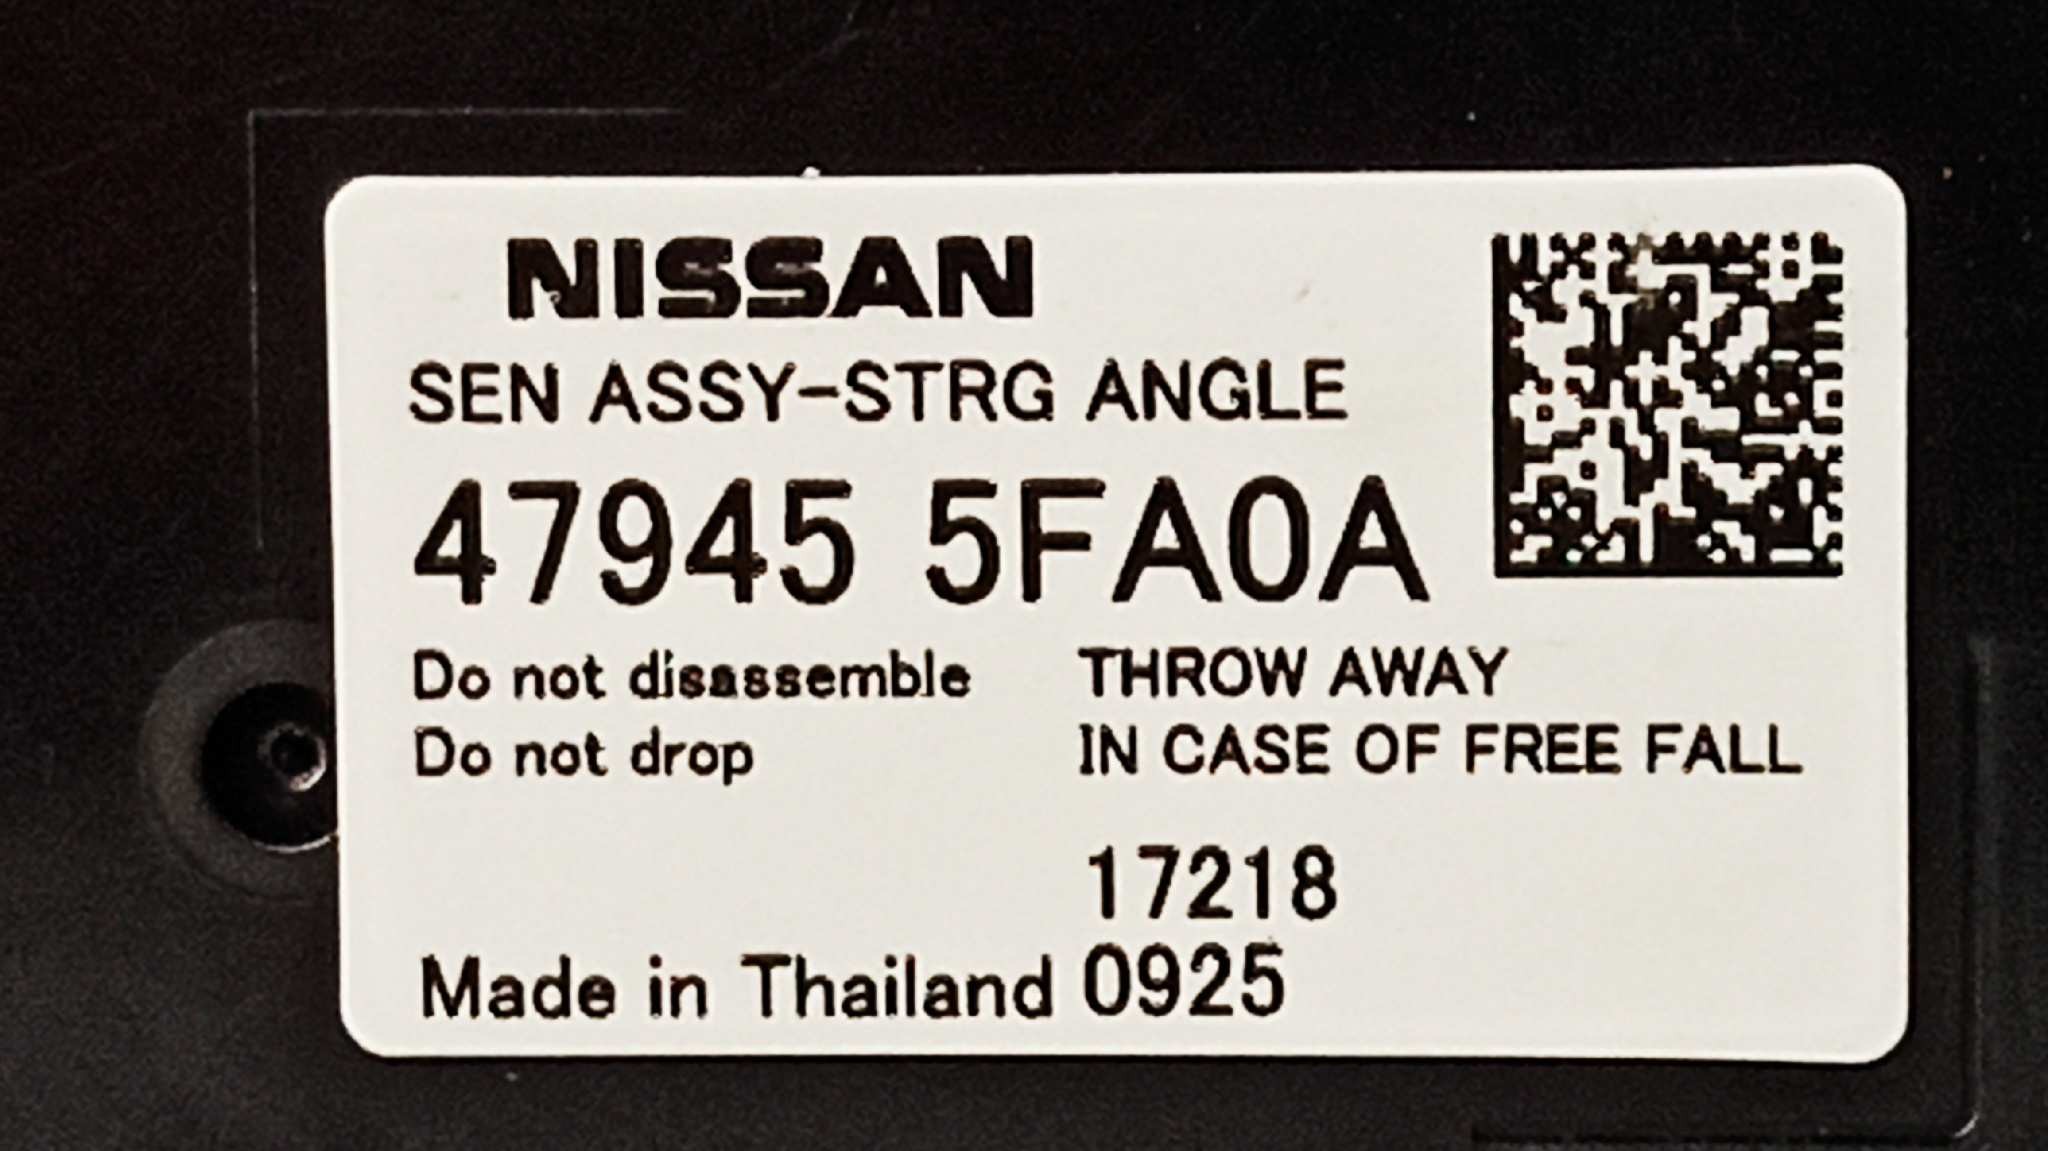 NISSAN
SEN ASSY-STRG ANGLE
47945 5FA0A
Do not disassemble
Do not drop
THROW AWAY
IN CASE OF FREE FALL
17218
Made in Thailand 0925